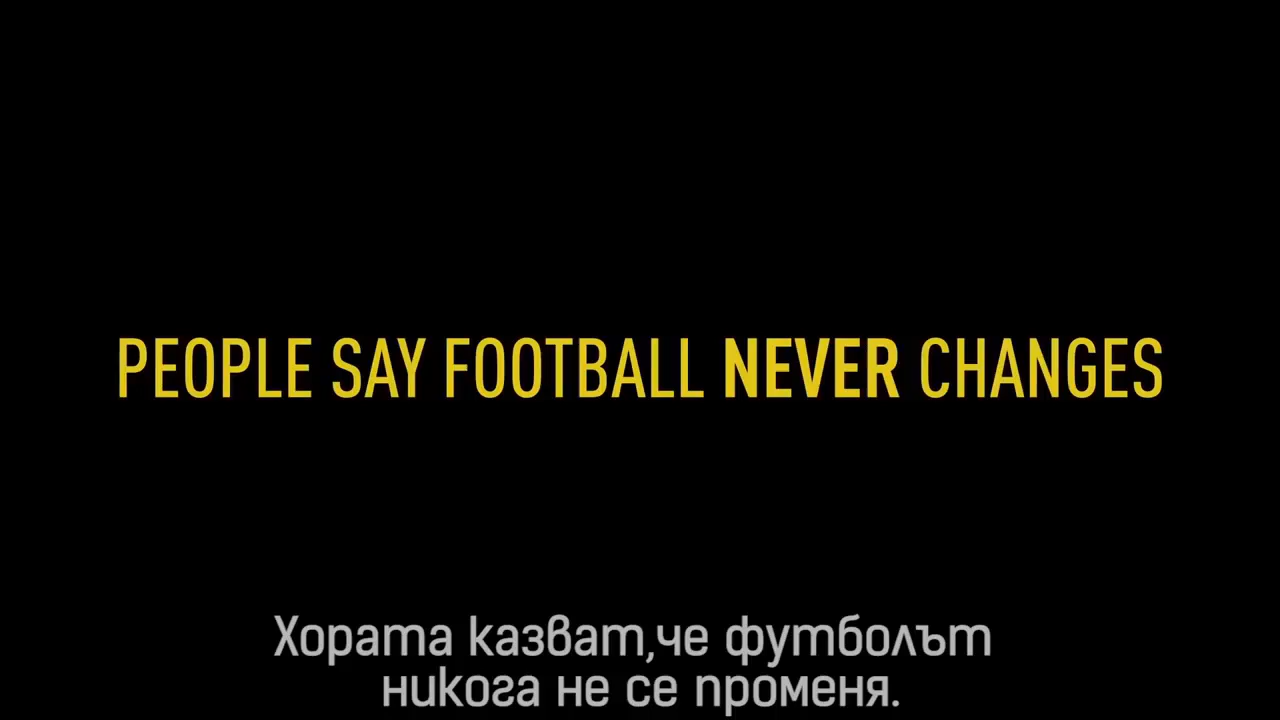 PEOPLE SAY FOOTBALL NEVER CHANGES
Хората казват,че футболът
никога не се променя.